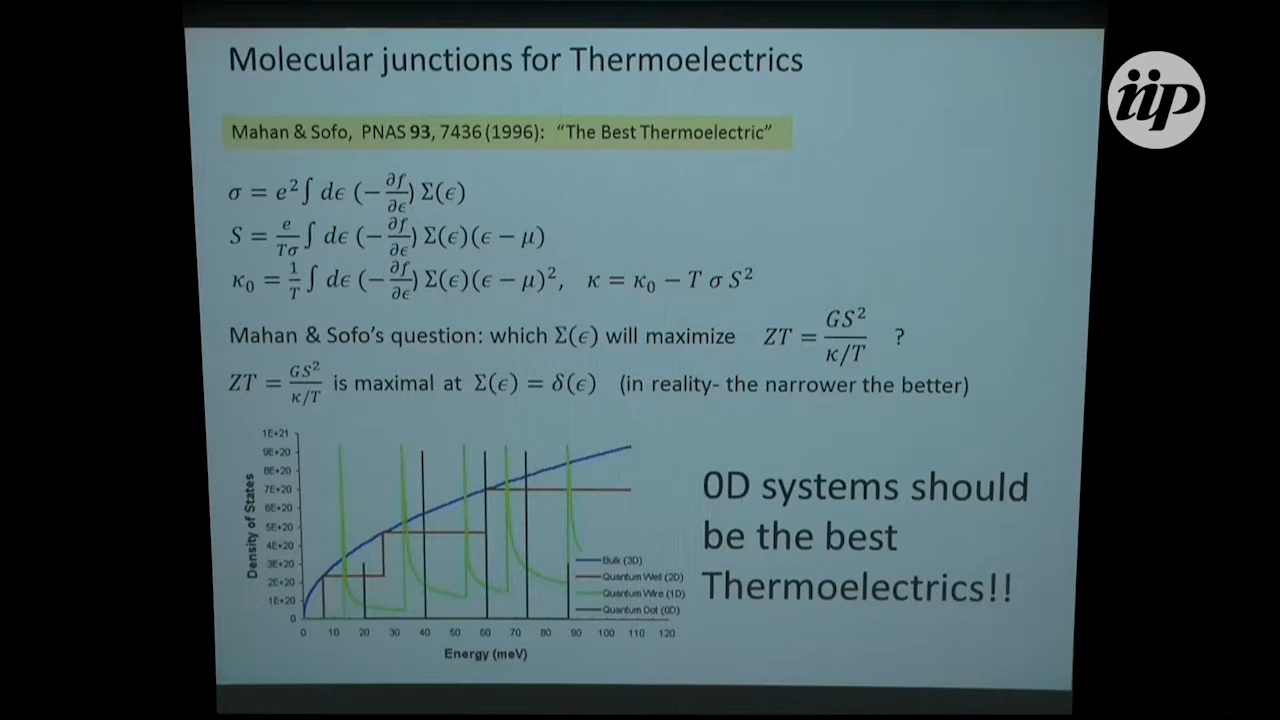 Molecular junctions for Thermoelectrics
iip
Mahan & Sofo, PNAS 93, 7436 (1996): “The Best Thermoelectric”
σ = e²∫ dϵ (−∂f/∂ϵ) Σ(ϵ)
S = e/Tσ ∫ dϵ (−∂f/∂ϵ) Σ(ϵ)(ϵ − μ)
κ₀ = 1/T ∫ dϵ (−∂f/∂ϵ) Σ(ϵ)(ϵ − μ)², κ = κ₀ − T σ S²
Mahan & Sofo's question: which Σ(ϵ) will maximize ZT = GS²/κ/T ?
ZT = GS²/κ/T is maximal at Σ(ϵ) = δ(ϵ) (in reality- the narrower the better)
Density of States
1E+21
9E+20
8E+20
7E+20
6E+20
5E+20
4E+20
3E+20
2E+20
1E+20
0
0 10 20 30 40 50 60 70 80 90 100 110 120
Energy (meV)
Bulk (3D)
Quantum Well (2D)
Quantum Wire (1D)
Quantum Dot (0D)
0D systems should
be the best
Thermoelectrics!!